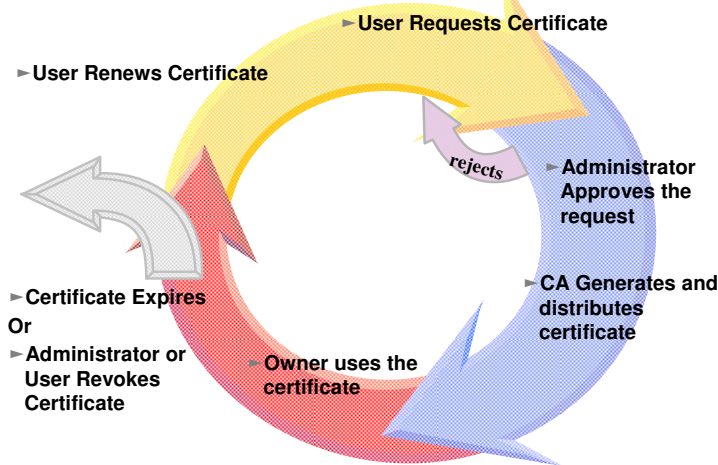 ►User Requests Certificate
►User Renews Certificate
rejects
►Administrator
Approves the
request
►CA Generates and
distributes
certificate
►Certificate Expires
Or
►Administrator or
User Revokes
Certificate
►Owner uses the
certificate